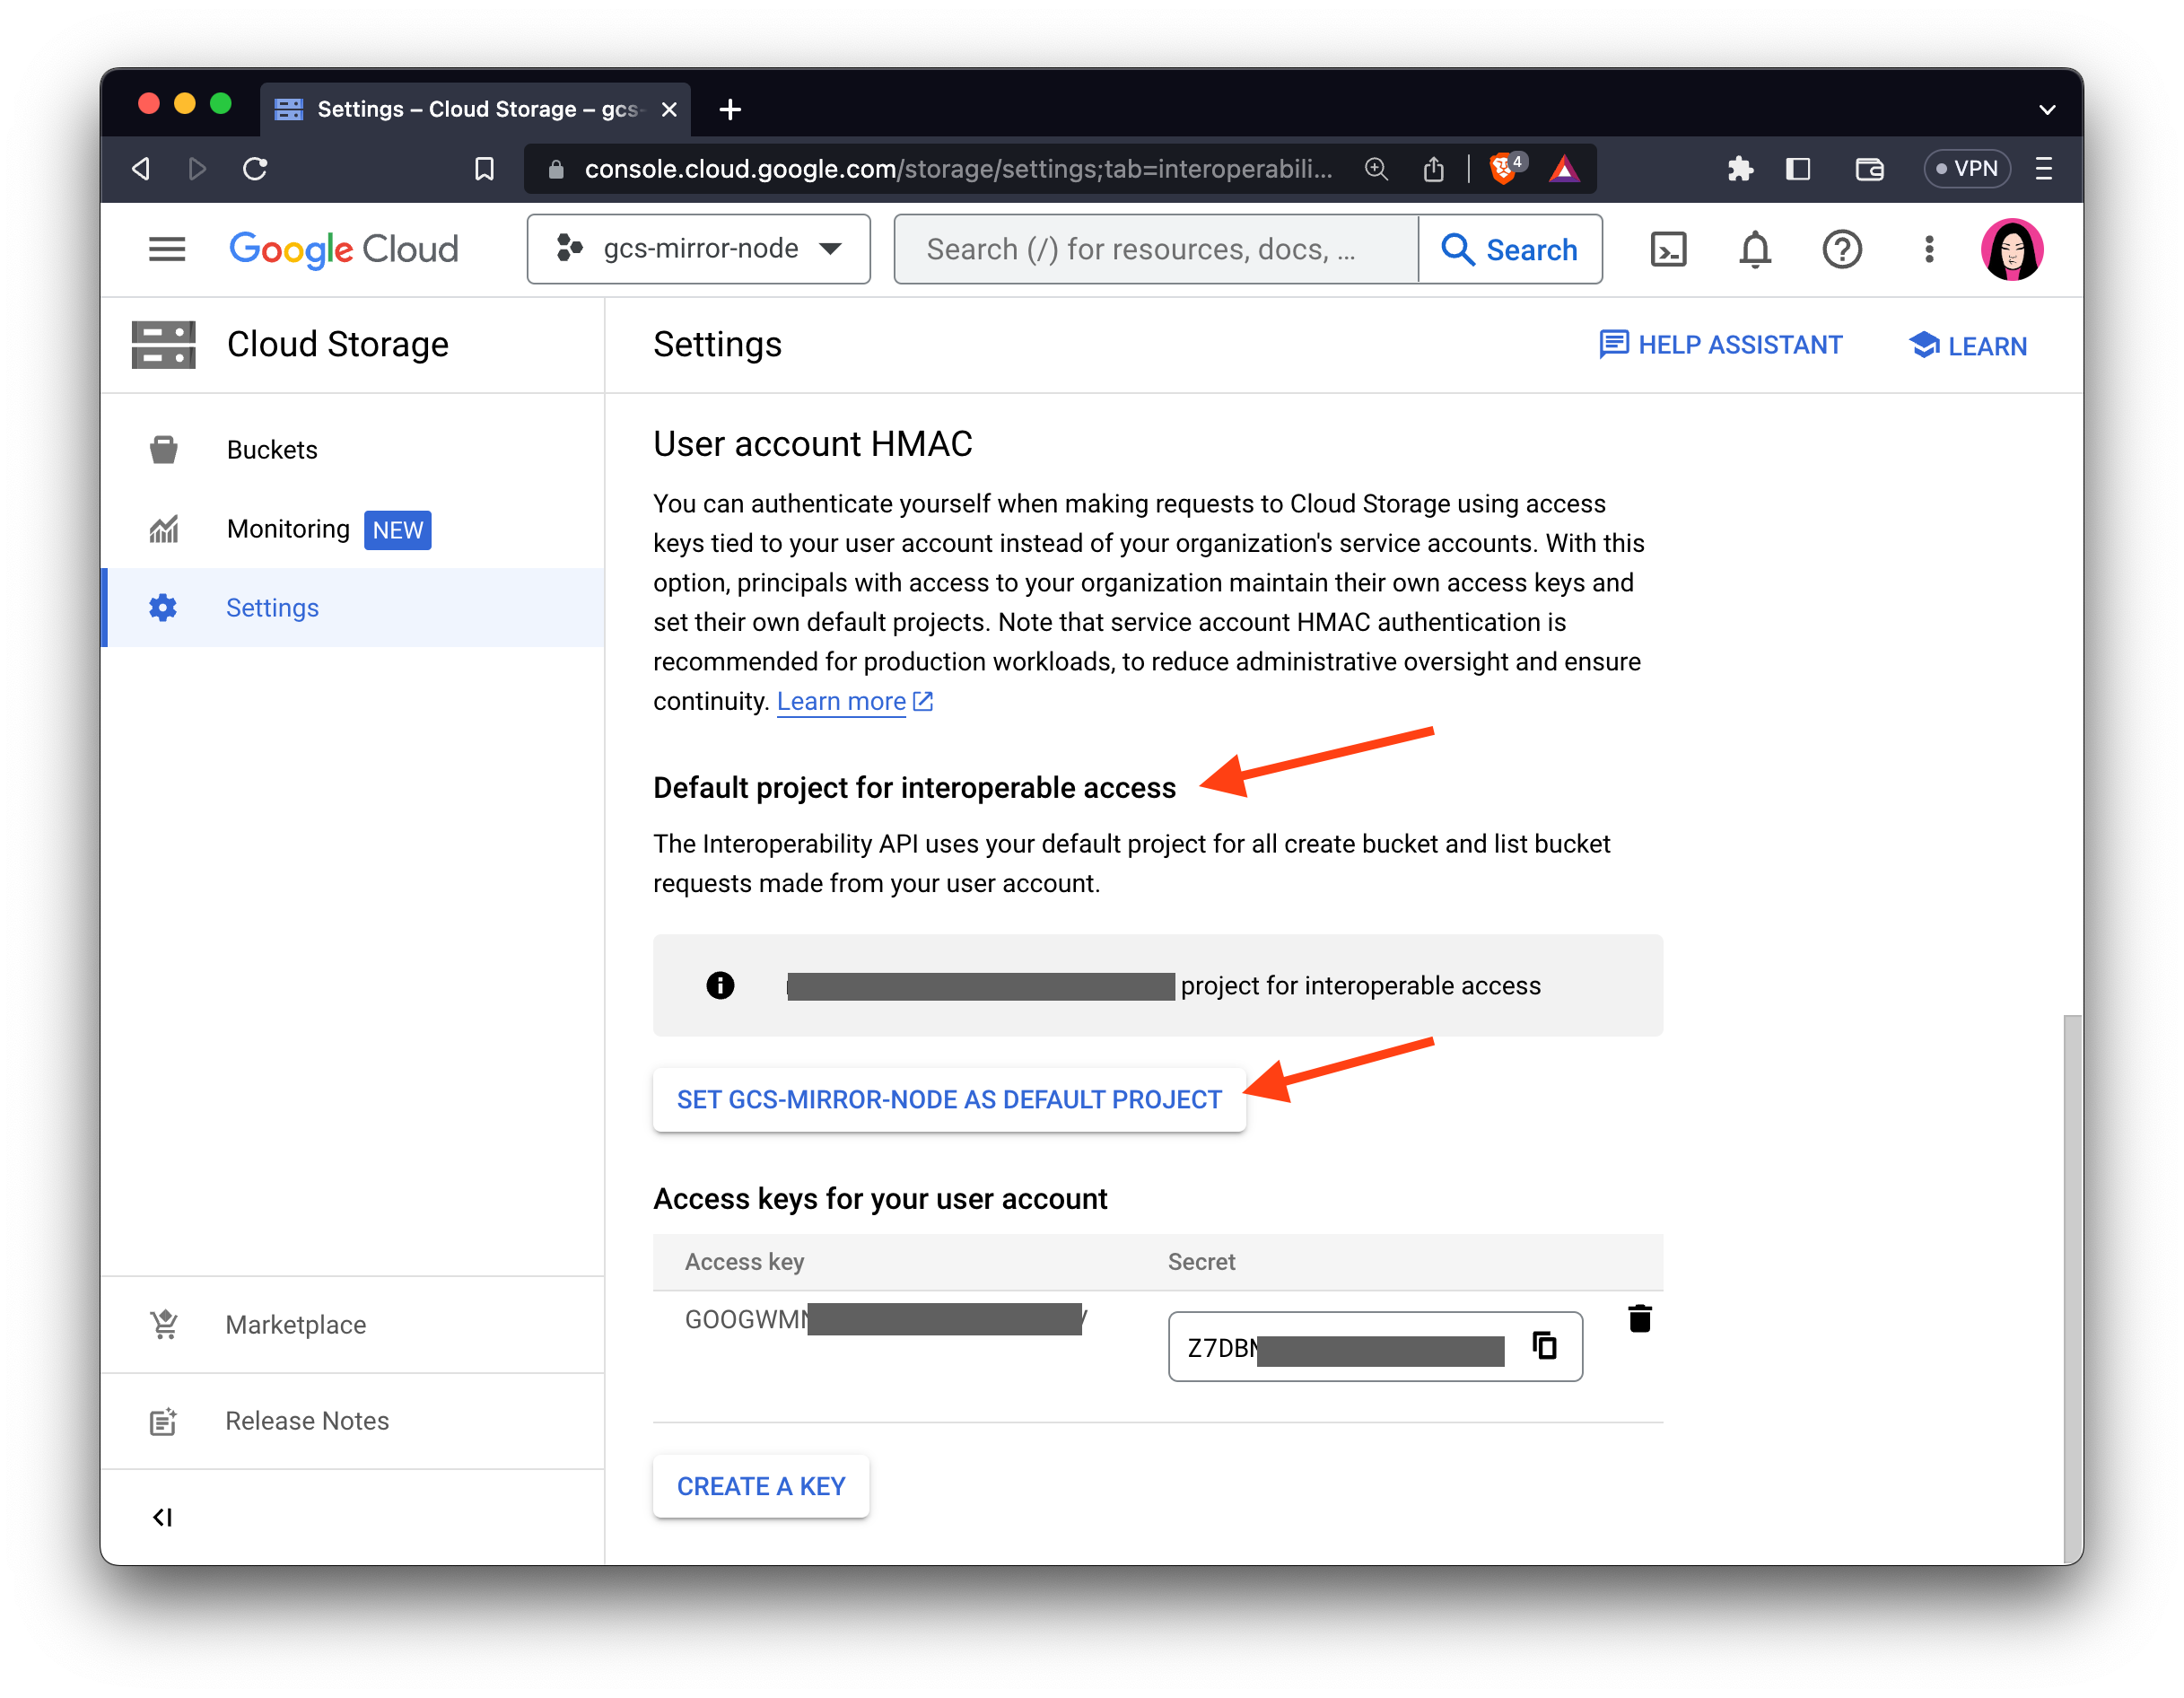 Settings – Cloud Storage – gcs-
console.cloud.google.com/storage/settings;tab=interoperabili...
4
VPN
Google Cloud
gcs-mirror-node
Search (/) for resources, docs, ...
Search
Cloud Storage
Settings
HELP ASSISTANT
LEARN
Buckets
Monitoring NEW
Settings
Marketplace
Release Notes
User account HMAC
You can authenticate yourself when making requests to Cloud Storage using access
keys tied to your user account instead of your organization's service accounts. With this
option, principals with access to your organization maintain their own access keys and
set their own default projects. Note that service account HMAC authentication is
recommended for production workloads, to reduce administrative oversight and ensure
continuity. Learn more
Default project for interoperable access
The Interoperability API uses your default project for all create bucket and list bucket
requests made from your user account.
project for interoperable access
SET GCS-MIRROR-NODE AS DEFAULT PROJECT
Access keys for your user account
Access key Secret
GOOGWM
Z7DB
CREATE A KEY